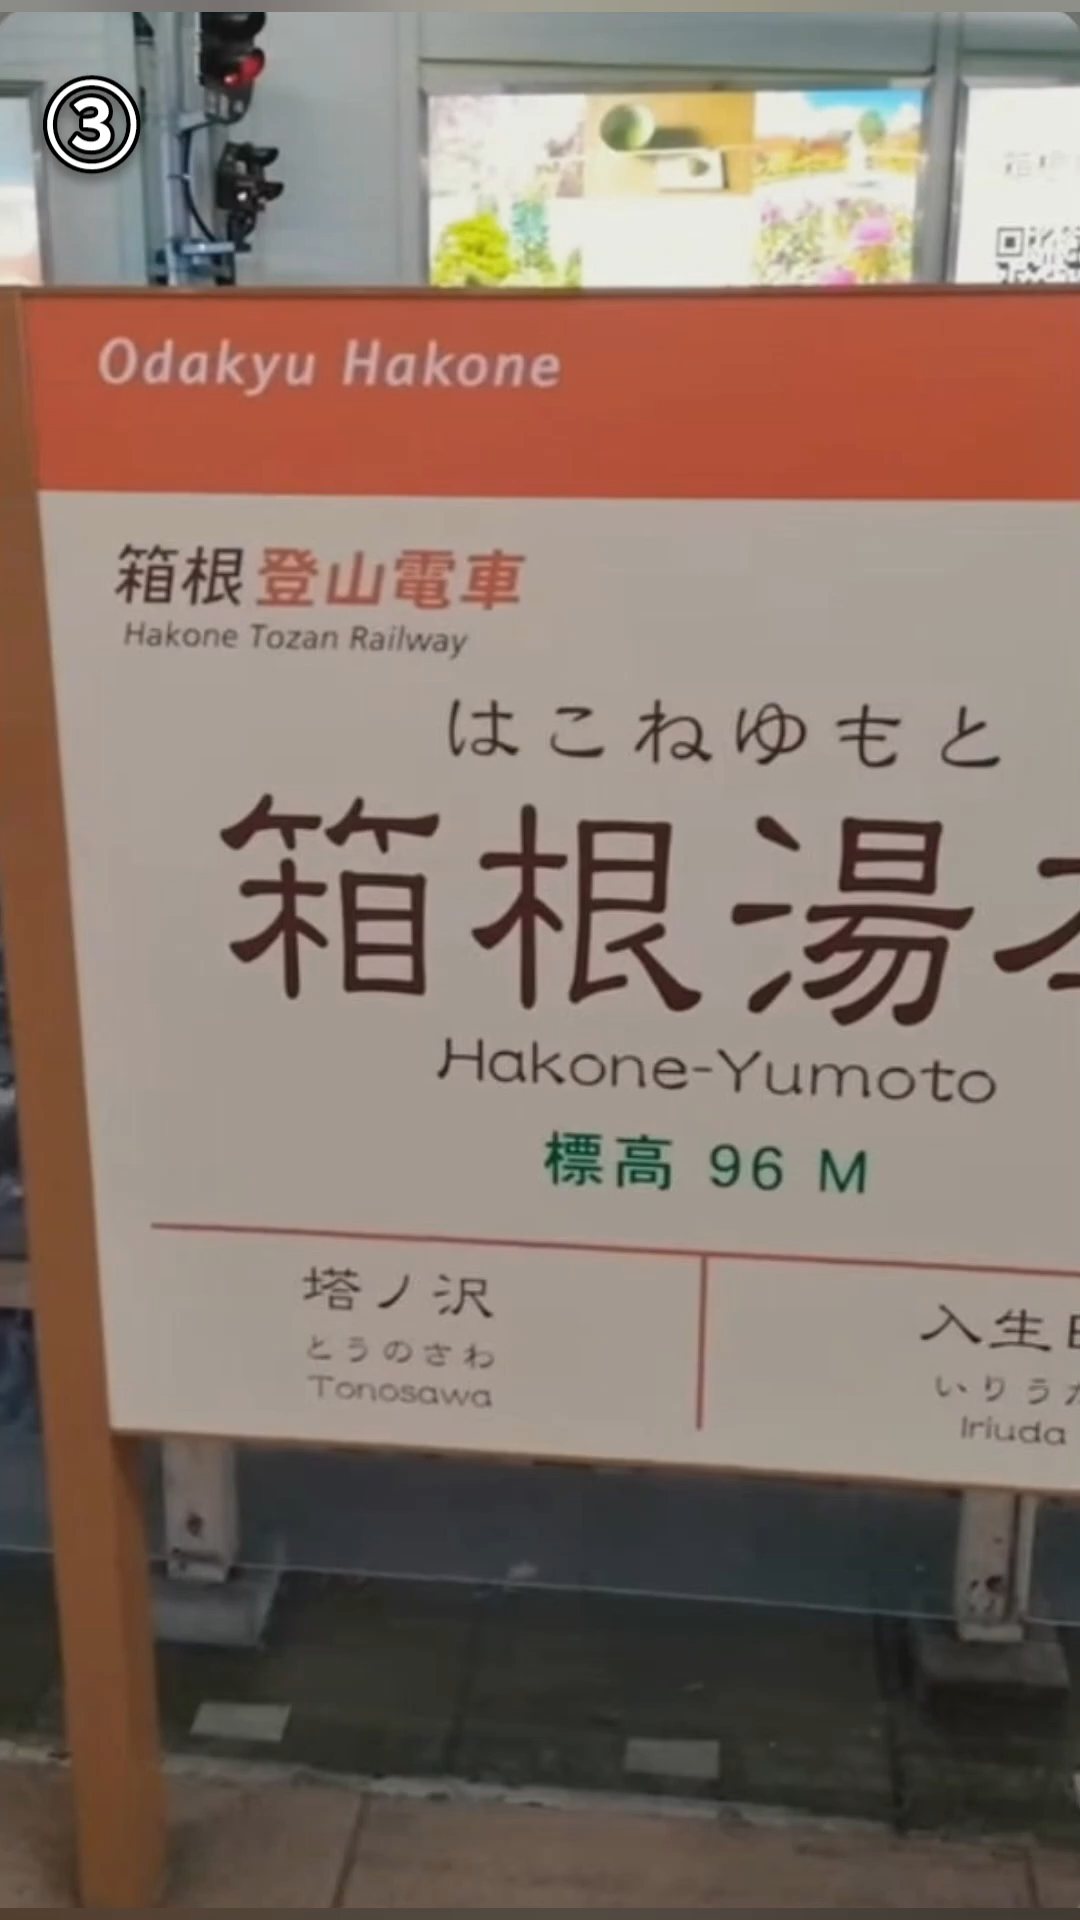 ③
Odakyu Hakone
箱根登山電車
Hakone Tozan Railway
はこねゆもと
箱根湯
Hakone-Yumoto
標高 96 M
塔ノ沢
とうのさわ
Tonosawa
入生
いりう
Iriuda